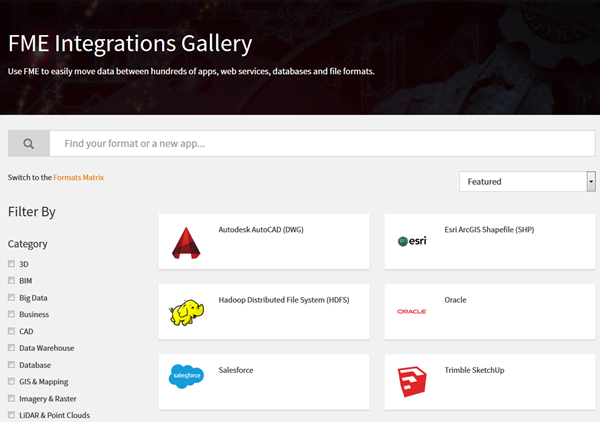 FME Integrations Gallery
Use FME to easily move data between hundreds of apps, web services, databases and file formats.
Find your format or a new app...
Switch to the Formats Matrix
Featured
Filter By
Category
3D
BIM
Big Data
Business
CAD
Data Warehouse
Database
GIS & Mapping
Imagery & Raster
LiDAR & Point Clouds
Autodesk AutoCAD (DWG)
esri
Esri ArcGIS Shapefile (SHP)
Hadoop Distributed File System (HDFS)
ORACLE
Oracle
salesforce
Salesforce
Trimble SketchUp